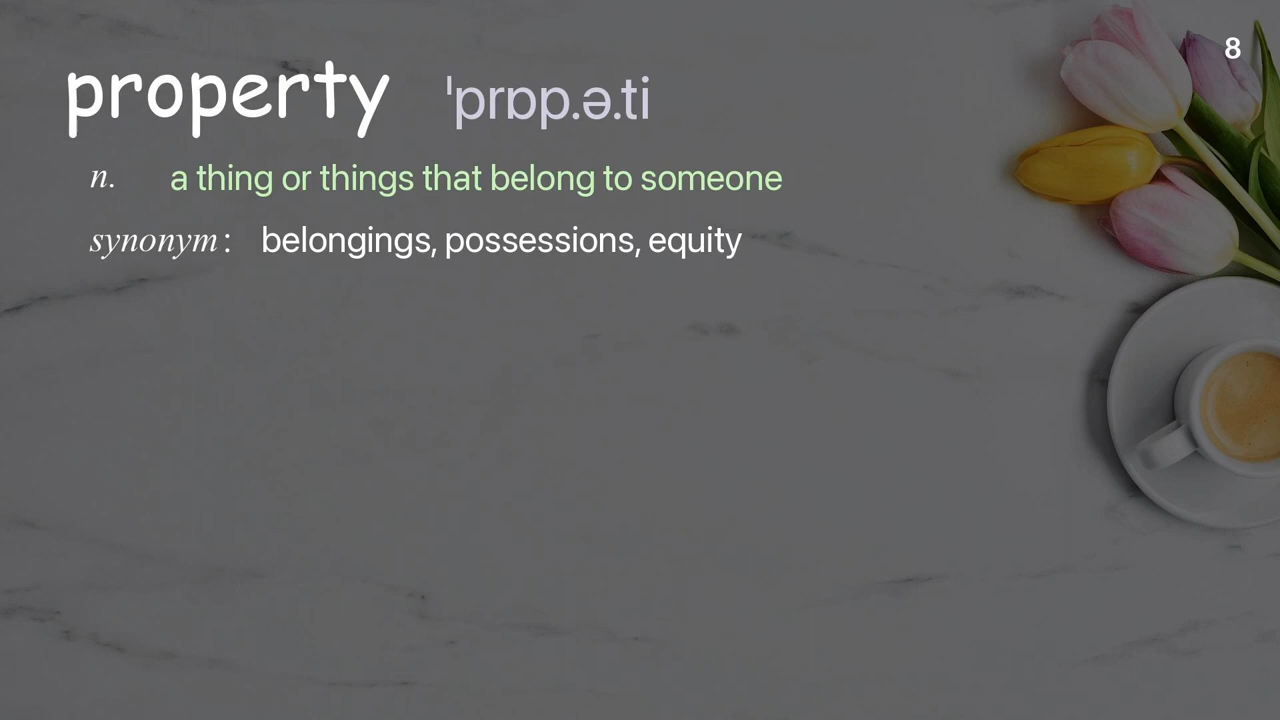 8
property ˈprɒp.ə.ti
n. a thing or things that belong to someone
synonym: belongings, possessions, equity